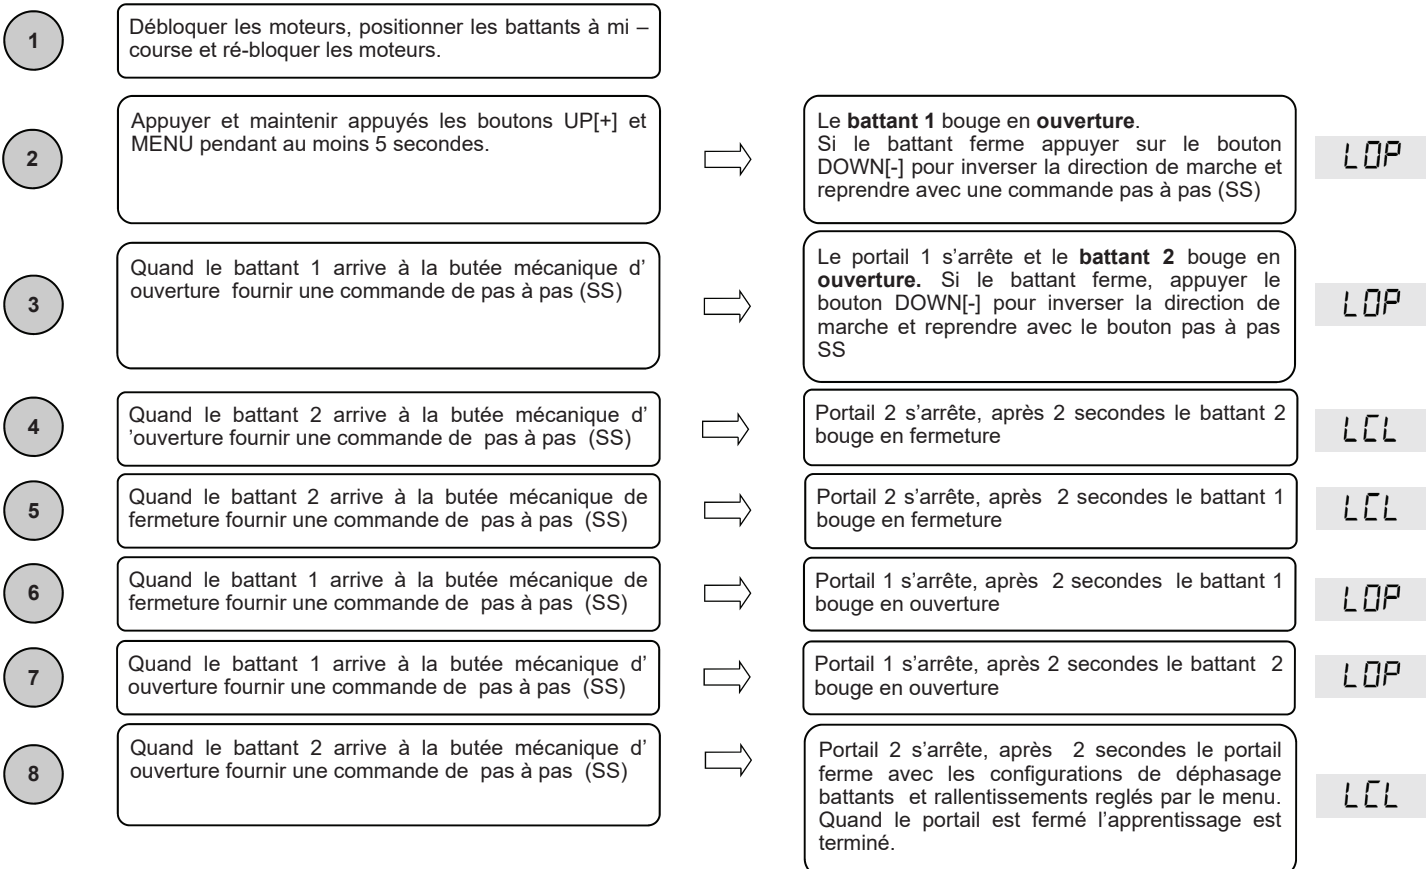 1
Débloquer les moteurs, positionner les battants à mi –
course et ré-bloquer les moteurs.
2
Appuyer et maintenir appuyés les boutons UP[+] et
MENU pendant au moins 5 secondes.
Le battant 1 bouge en ouverture.
Si le battant ferme appuyer sur le bouton
DOWN[-] pour inverser la direction de marche et
reprendre avec une commande pas à pas (SS)
LOP
3
Quand le battant 1 arrive à la butée mécanique d'
ouverture fournir une commande de pas à pas (SS)
Le portail 1 s'arrête et le battant 2 bouge en
ouverture. Si le battant ferme, appuyer le
bouton DOWN[-] pour inverser la direction de
marche et reprendre avec le bouton pas à pas
SS
LOP
4
Quand le battant 2 arrive à la butée mécanique d'
'ouverture fournir une commande de pas à pas (SS)
Portail 2 s'arrête, après 2 secondes le battant 2
bouge en fermeture
LCL
5
Quand le battant 2 arrive à la butée mécanique de
fermeture fournir une commande de pas à pas (SS)
Portail 2 s'arrête, après 2 secondes le battant 1
bouge en fermeture
LCL
6
Quand le battant 1 arrive à la butée mécanique de
fermeture fournir une commande de pas à pas (SS)
Portail 1 s'arrête, après 2 secondes le battant 1
bouge en ouverture
LOP
7
Quand le battant 1 arrive à la butée mécanique d'
ouverture fournir une commande de pas à pas (SS)
Portail 1 s'arrête, après 2 secondes le battant 2
bouge en ouverture
LOP
8
Quand le battant 2 arrive à la butée mécanique d'
ouverture fournir une commande de pas à pas (SS)
Portail 2 s'arrête, après 2 secondes le portail
ferme avec les configurations de déphasage
battants et rallentissements reglés par le menu.
Quand le portail est fermé l'apprentissage est
terminé.
LCL